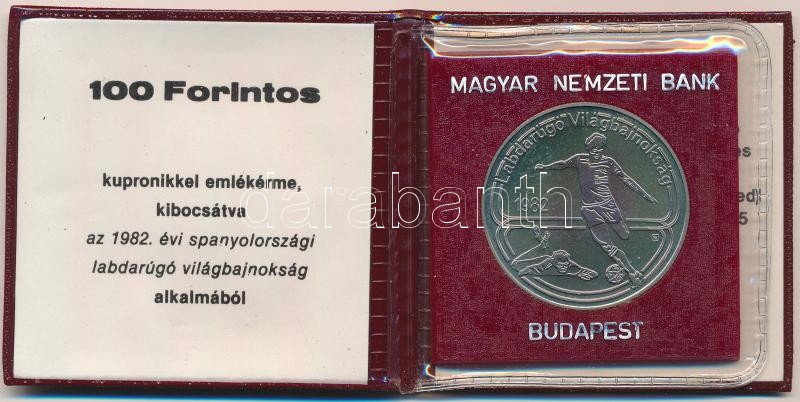 100 Forintos
kupronikkel emlékérme,
kibocsátva
az 1982. évi spanyolországi
labdarúgó világbajnokság
alkalmából
MAGYAR NEMZETI BANK
Labdarúgó Világbajnokság
1982
BUDAPEST
darabanth